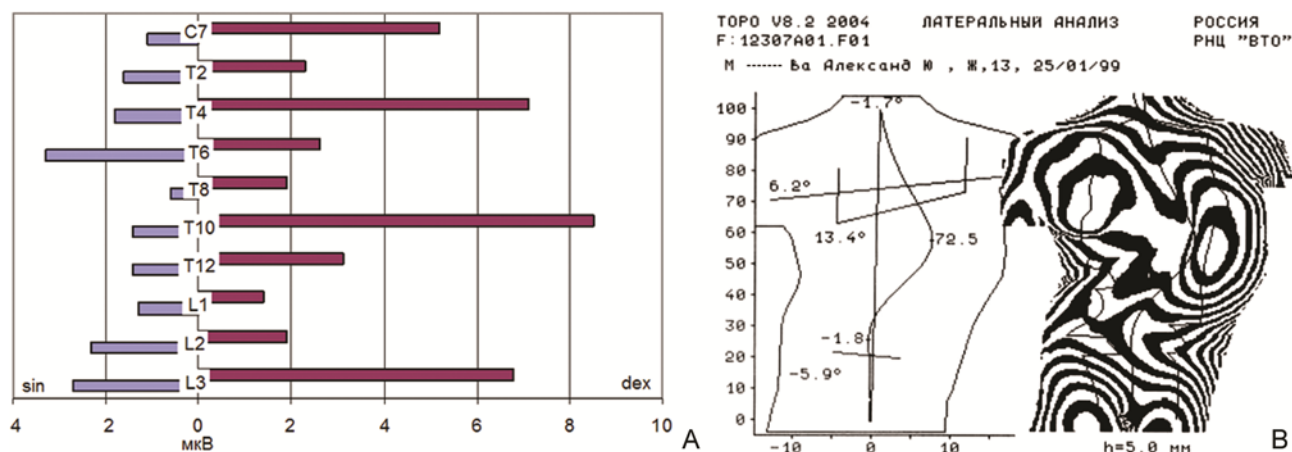 C7
T2
T4
T6
T8
T10
T12
L1
L2
L3
sin
dex
4 2 0 2 4 6 8 10
мкВ
A
TOPO V8.2 2004 ЛАТЕРАЛЬНЫЙ АНАЛИЗ РОССИЯ
F:12307A01.F01 РНЦ "ВТО"
М ------ Ва Александ Ю , Ж,13, 25/01/99
100
90
80
70
60
50
40
30
20
10
0
-1.7°
6.2°
13.4°
-72.5
-1.8
-5.9°
-10 0 10
h=5.0 мм
B